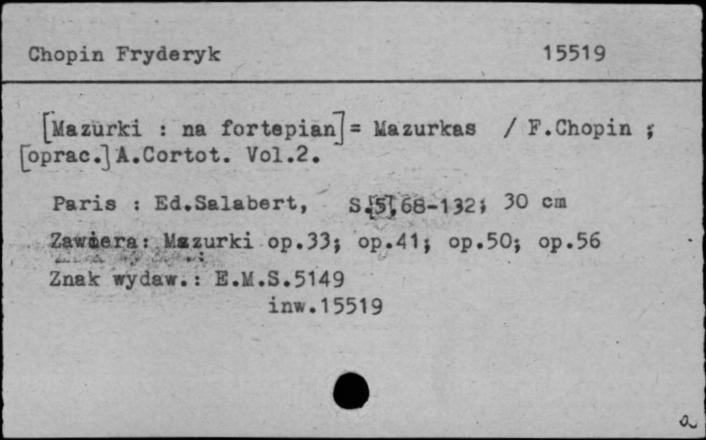 Chopin Fryderyk 15519
[Mazurki : na fortepian]= Mazurkas / F.Chopin ;
[oprac.] A.Cortot. Vol.2.
Paris : Ed.Salabert, S.[5],68-132; 30 cm
Zawiera: Mazurki op.33; op.41; op.50; op.56
Znak wydaw.: E.M.S.5149
inw.15519
a